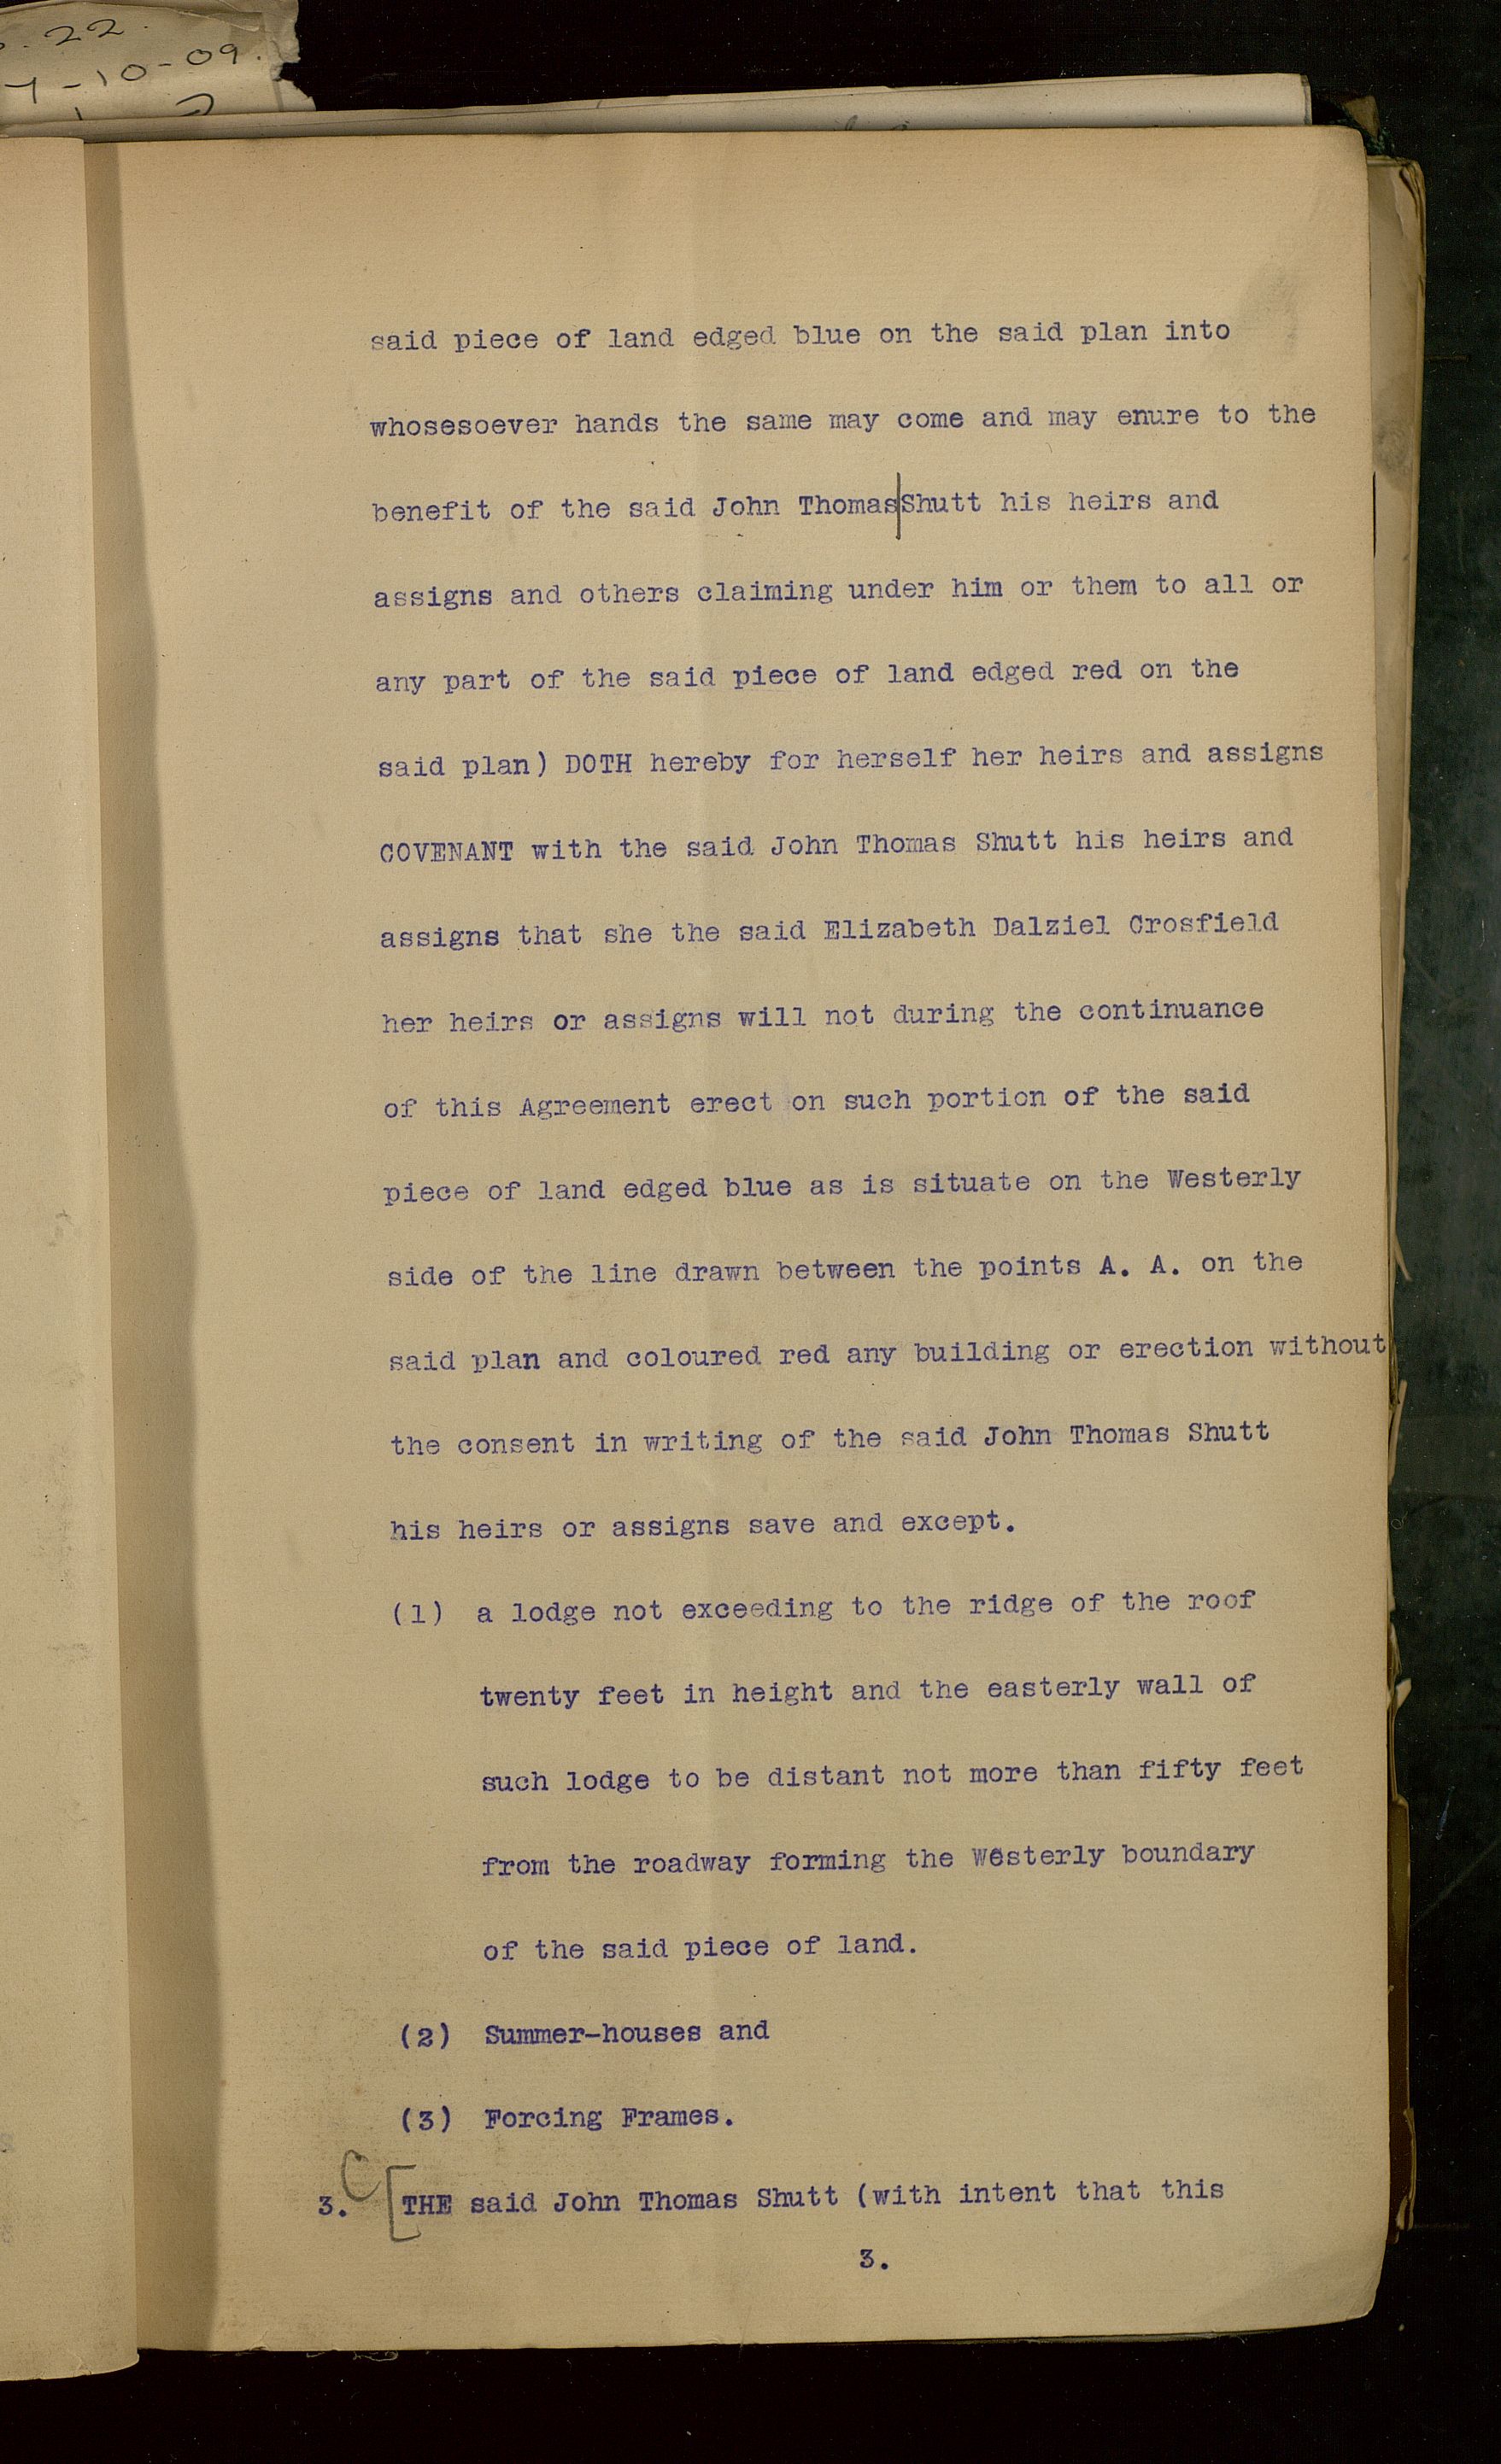 .22.
7-10-09.
said piece of land edged blue on the said plan into
whosesoever hands the same may come and may enure to the
benefit of the said John Thomas|Shutt his heirs and
assigns and others claiming under him or them to all or
any part of the said piece of land edged red on the
said plan) DOTH hereby for herself her heirs and assigns
COVENANT with the said John Thomas Shutt his heirs and
assigns that she the said Elizabeth Dalziel Crosfield
her heirs or assigns will not during the continuance
of this Agreement erect on such portion of the said
piece of land edged blue as is situate on the Westerly
side of the line drawn between the points A. A. on the
said plan and coloured red any building or erection without
the consent in writing of the said John Thomas Shutt
his heirs or assigns save and except.
(1) a lodge not exceeding to the ridge of the roof
twenty feet in height and the easterly wall of
such lodge to be distant not more than fifty feet
from the roadway forming the Westerly boundary
of the said piece of land.
(2) Summer-houses and
(3) Forcing Frames.
3. C [THE said John Thomas Shutt (with intent that this
3.